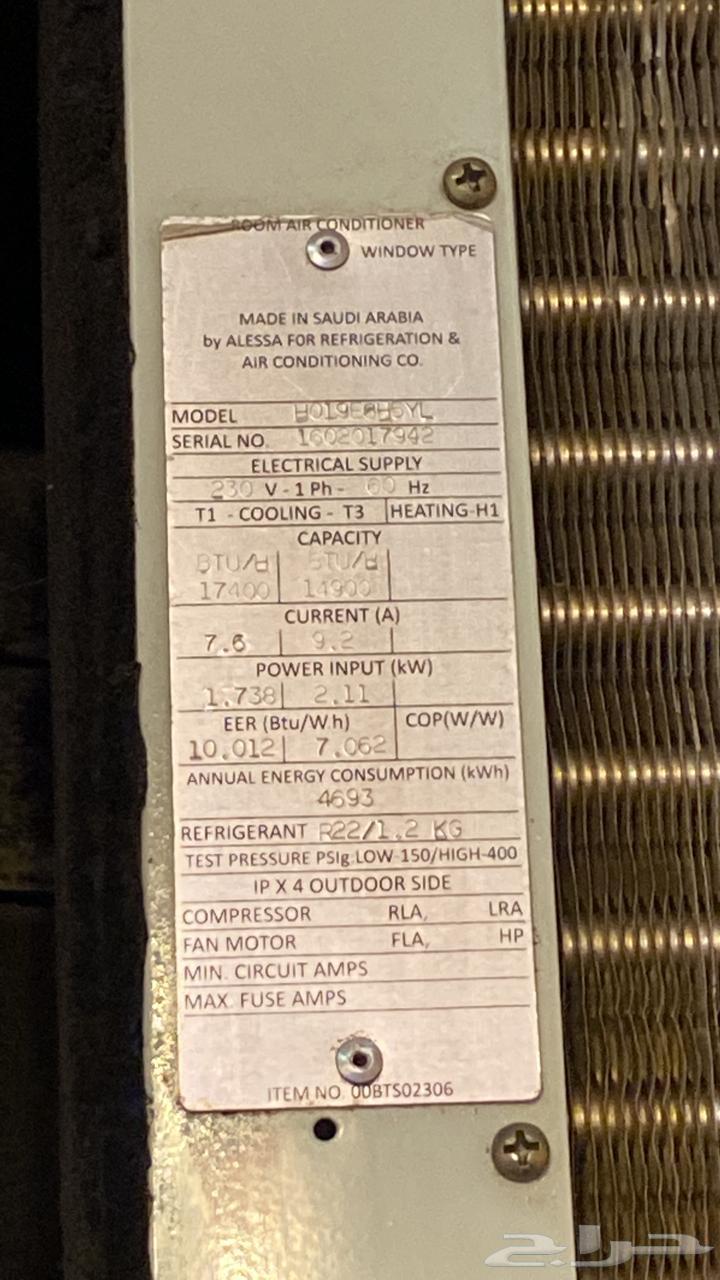 ROOM AIR CONDITIONER
WINDOW TYPE
MADE IN SAUDI ARABIA
by ALESSA FOR REFRIGERATION &
AIR CONDITIONING CO.
MODEL
SERIAL NO. 1602017942
ELECTRICAL SUPPLY
230 V - 1 Ph - 60 Hz
T1 - COOLING - T3 HEATING-H1
CAPACITY
BTU/H BTU/H
17400 14900
CURRENT (A)
7.6 9.2
POWER INPUT (kW)
1.738 2.11
EER (Btu/W h) COP(W/W)
10.012 7.062
ANNUAL ENERGY CONSUMPTION (kWh)
4693
REFRIGERANT R22/1.2 KG
TEST PRESSURE PSIg LOW-150/HIGH-400
IP X 4 OUTDOOR SIDE
COMPRESSOR RLA, LRA
FAN MOTOR FLA, HP
MIN. CIRCUIT AMPS
MAX. FUSE AMPS
ITEM NO. 00BTS02306
حراج